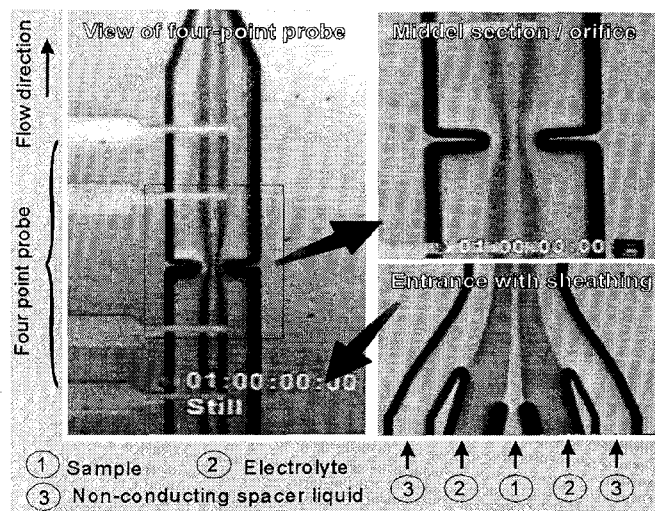 View of four-point probe
Middel section / orifice
Flow direction
Four point probe
01:00:00:00
Still
Entrance with sheathing
3 2 1 2 3
1 Sample 2 Electrolyte
3 Non-conducting spacer liquid